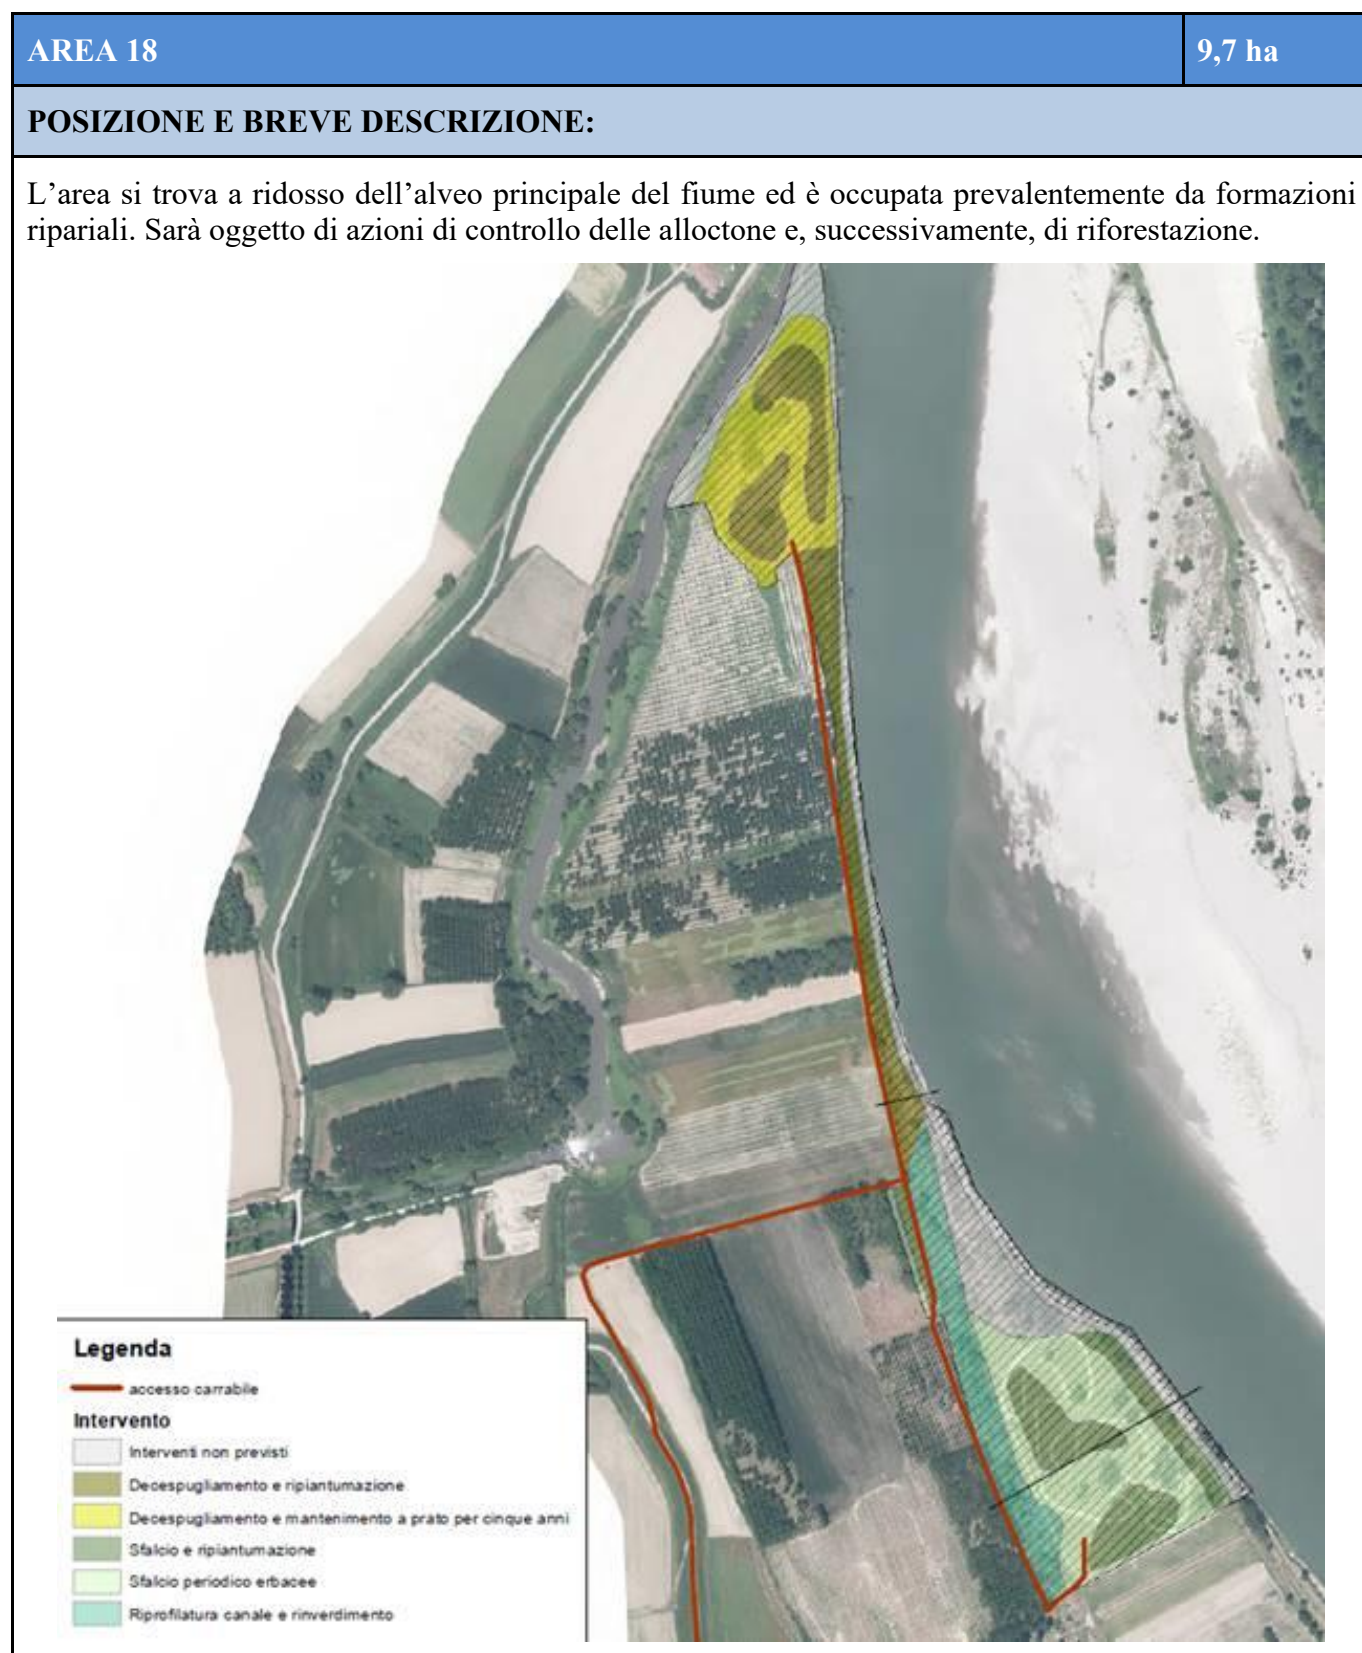 AREA 18
9,7 ha
POSIZIONE E BREVE DESCRIZIONE:
L’area si trova a ridosso dell’alveo principale del fiume ed è occupata prevalentemente da formazioni
ripariali. Sarà oggetto di azioni di controllo delle alloctone e, successivamente, di riforestazione.
Legenda
accesso carrabile
Intervento
Interventi non previsti
Decespugliamento e ripiantumazione
Decespugliamento e mantenimento a prato per cinque anni
Sfalcio e ripiantumazione
Sfalcio periodico erbacee
Riprofilatura canale e rinverdimento